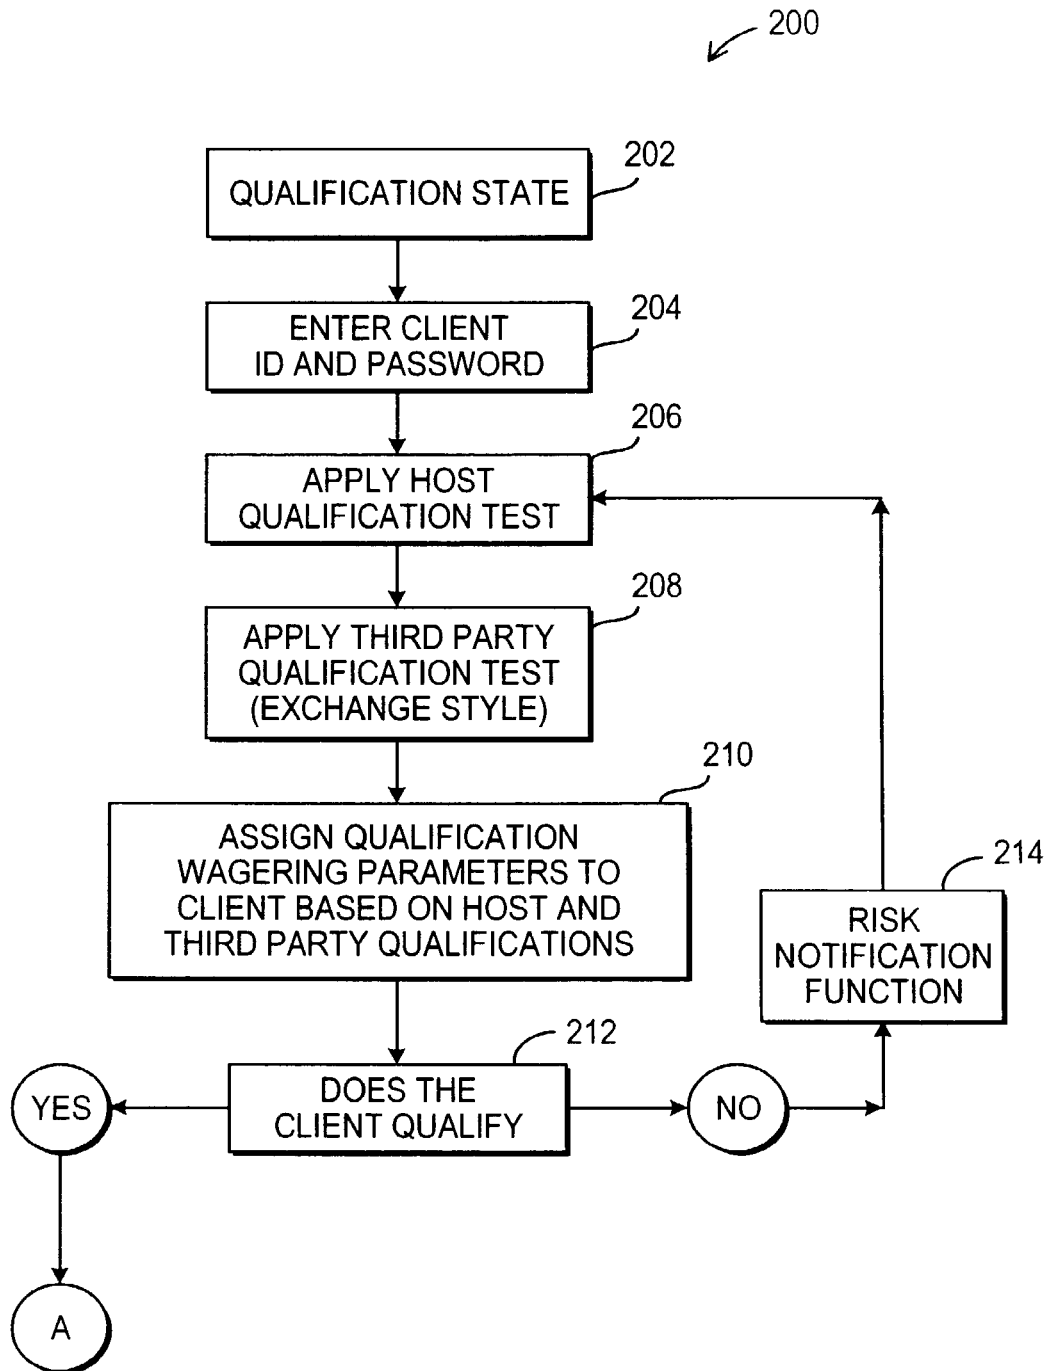 200
202
QUALIFICATION STATE
204
ENTER CLIENT
ID AND PASSWORD
206
APPLY HOST
QUALIFICATION TEST
208
APPLY THIRD PARTY
QUALIFICATION TEST
(EXCHANGE STYLE)
210
ASSIGN QUALIFICATION
WAGERING PARAMETERS TO
CLIENT BASED ON HOST AND
THIRD PARTY QUALIFICATIONS
214
RISK
NOTIFICATION
FUNCTION
212
DOES THE
CLIENT QUALIFY
YES
NO
A